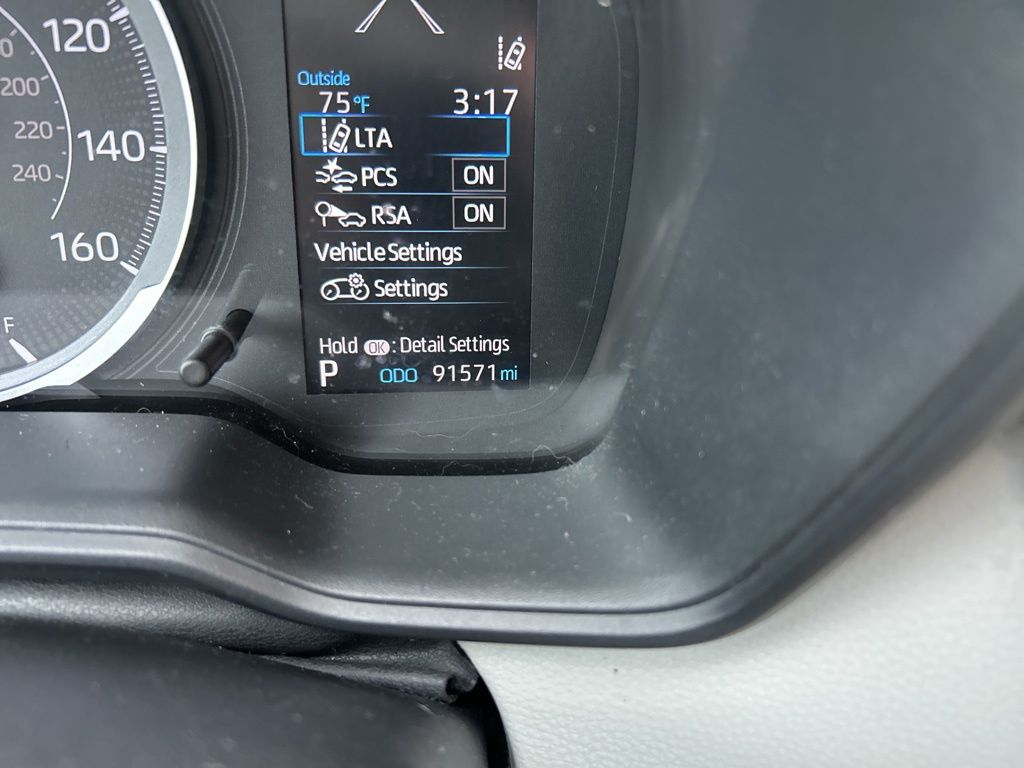 120
200
220
140
240
160
F
Outside
75°F 3:17
LTA
PCS ON
RSA ON
Vehicle Settings
Settings
Hold OK : Detail Settings
P ODO 91571 mi